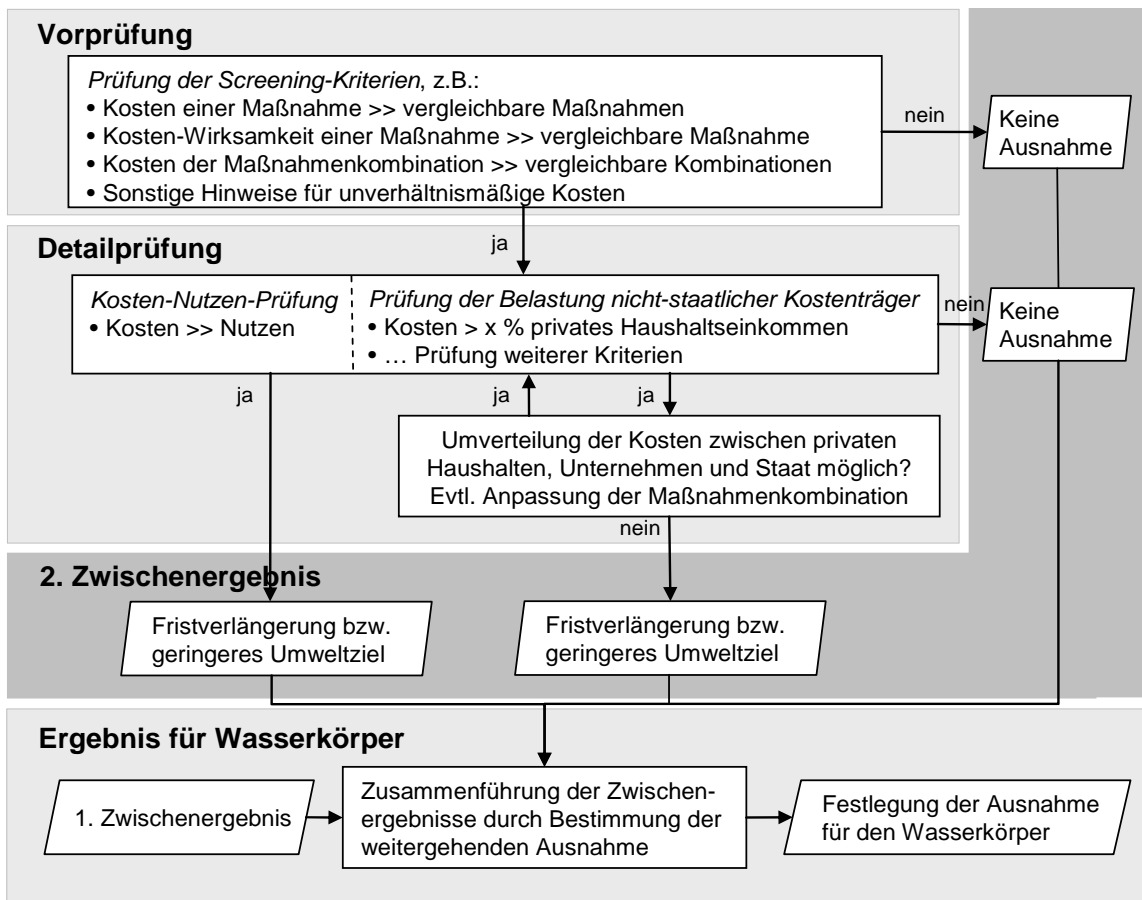 Vorprüfung
Prüfung der Screening-Kriterien, z.B.:
• Kosten einer Maßnahme >> vergleichbare Maßnahmen
• Kosten-Wirksamkeit einer Maßnahme >> vergleichbare Maßnahme
• Kosten der Maßnahmenkombination >> vergleichbare Kombinationen
• Sonstige Hinweise für unverhältnismäßige Kosten
nein
Keine
Ausnahme
ja
Detailprüfung
Kosten-Nutzen-Prüfung
• Kosten >> Nutzen
Prüfung der Belastung nicht-staatlicher Kostenträger
• Kosten > x % privates Haushaltseinkommen
• … Prüfung weiterer Kriterien
nein
Keine
Ausnahme
ja
ja
ja
Umverteilung der Kosten zwischen privaten
Haushalten, Unternehmen und Staat möglich?
Evtl. Anpassung der Maßnahmenkombination
nein
2. Zwischenergebnis
Fristverlängerung bzw.
geringeres Umweltziel
Fristverlängerung bzw.
geringeres Umweltziel
Ergebnis für Wasserkörper
1. Zwischenergebnis
Zusammenführung der Zwischen-
ergebnisse durch Bestimmung der
weitergehenden Ausnahme
Festlegung der Ausnahme
für den Wasserkörper